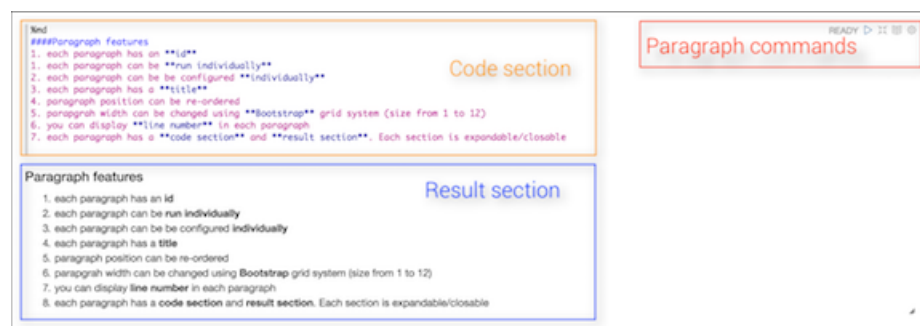 %md
####Paragraph features
1. each paragraph has an **id**
1. each paragraph can be **run individually**
2. each paragraph can be be configured **individually**
3. each paragraph has a **title**
4. paragraph position can be re-ordered
5. parapgrah width can be changed using **Bootstrap** grid system (size from 1 to 12)
6. you can display **line number** in each paragraph
7. each paragraph has a **code section** and **result section**. Each section is expandable/closable
Code section
READY
Paragraph commands
Paragraph features
Result section
1. each paragraph has an id
2. each paragraph can be run individually
3. each paragraph can be be configured individually
4. each paragraph has a title
5. paragraph position can be re-ordered
6. parapgrah width can be changed using Bootstrap grid system (size from 1 to 12)
7. you can display line number in each paragraph
8. each paragraph has a code section and result section. Each section is expandable/closable